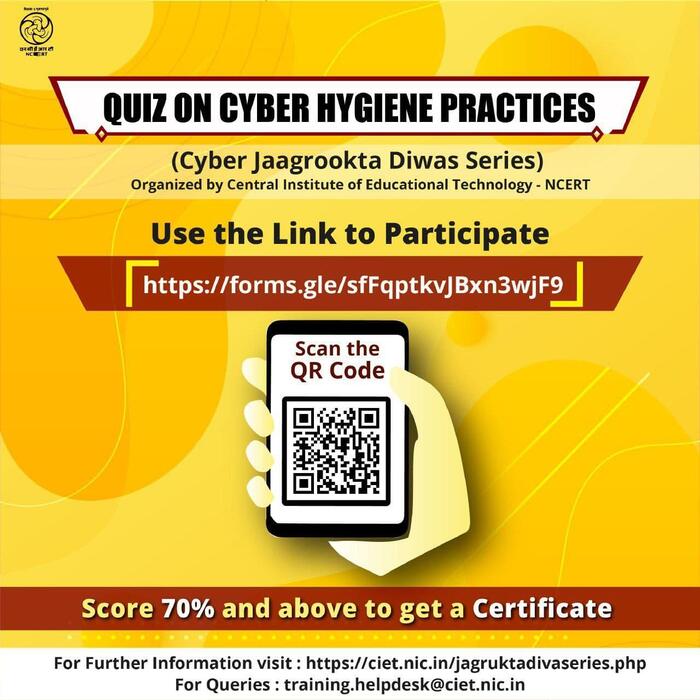 NCERT
QUIZ ON CYBER HYGIENE PRACTICES
(Cyber Jaagrookta Diwas Series)
Organized by Central Institute of Educational Technology - NCERT
Use the Link to Participate
https://forms.gle/sfFqptkvJBxn3wjF9
Scan the
QR Code
Score 70% and above to get a Certificate
For Further Information visit : https://ciet.nic.in/jagruktadivaseries.php
For Queries : training.helpdesk@ciet.nic.in